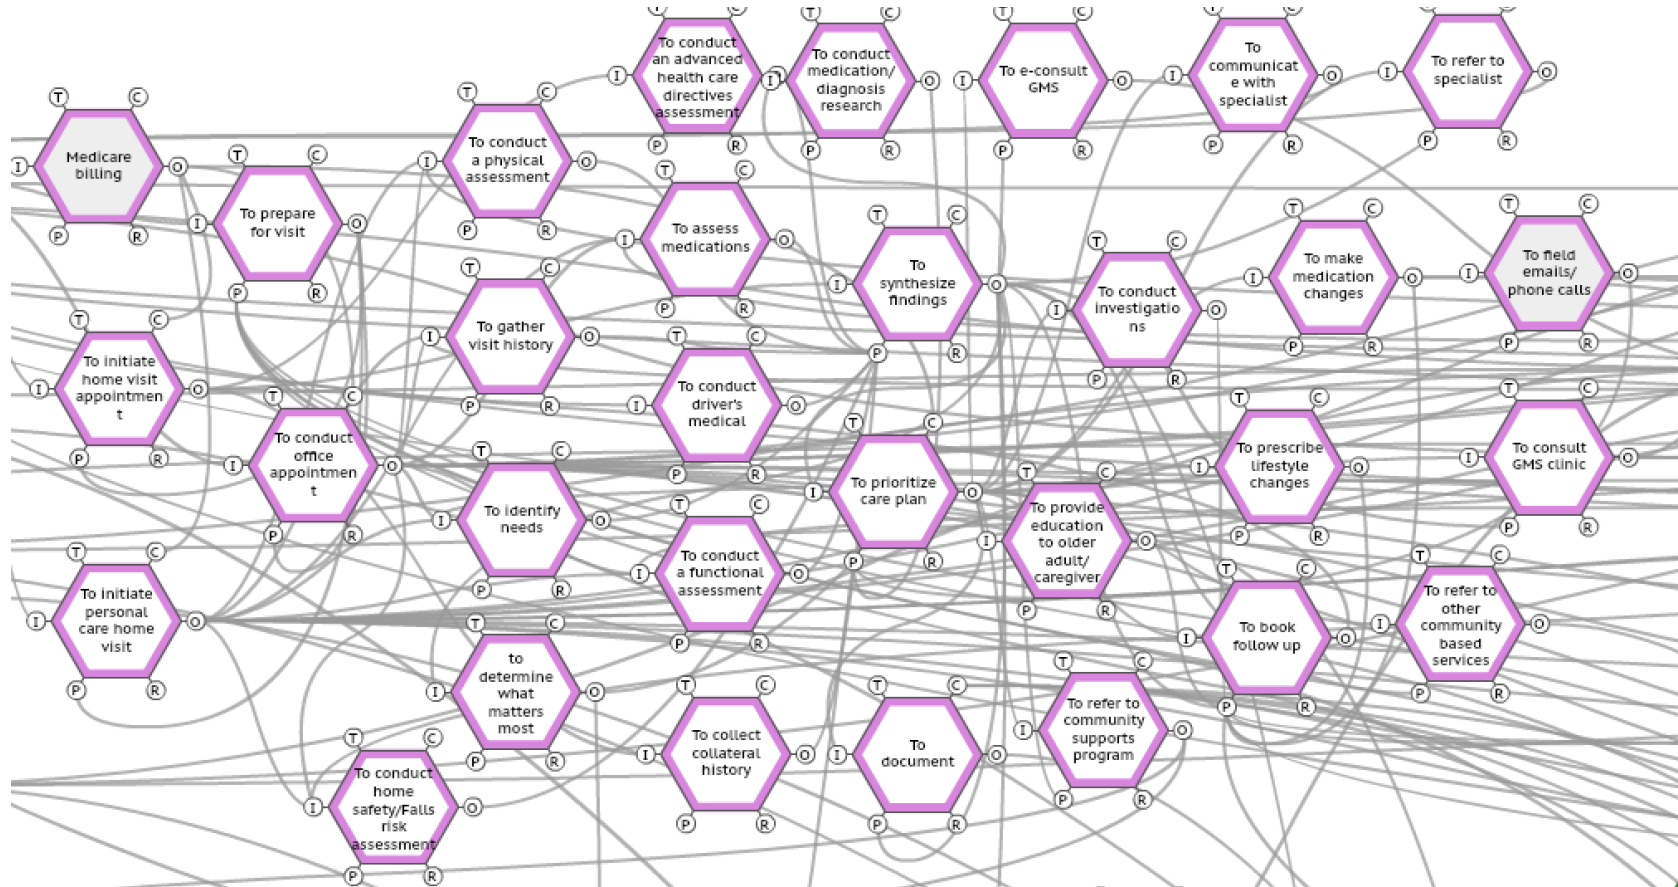 To conduct
an advanced
health care
directives
assessment
To conduct
medication/
diagnosis
research
To e-consult
GMS
To
communicat
e with
specialist
To refer to
specialist
Medicare
billing
To prepare
for visit
To conduct
a physical
assessment
To assess
medications
To
synthesize
findings
To conduct
investigatio
ns
To make
medication
changes
To field
emails/
phone calls
To initiate
home visit
appointmen
t
To gather
visit history
To conduct
driver's
medical
To conduct
office
appointmen
t
To identify
needs
To prioritize
care plan
To prescribe
lifestyle
changes
To consult
GMS clinic
To provide
education
to older
adult/
caregiver
To conduct
a functional
assessment
To initiate
personal
care home
visit
To book
follow up
To refer to
other
community
based
services
to
determine
what
matters
most
To collect
collateral
history
To
document
To refer to
community
supports
program
To conduct
home
safety/Falls
risk
assessment